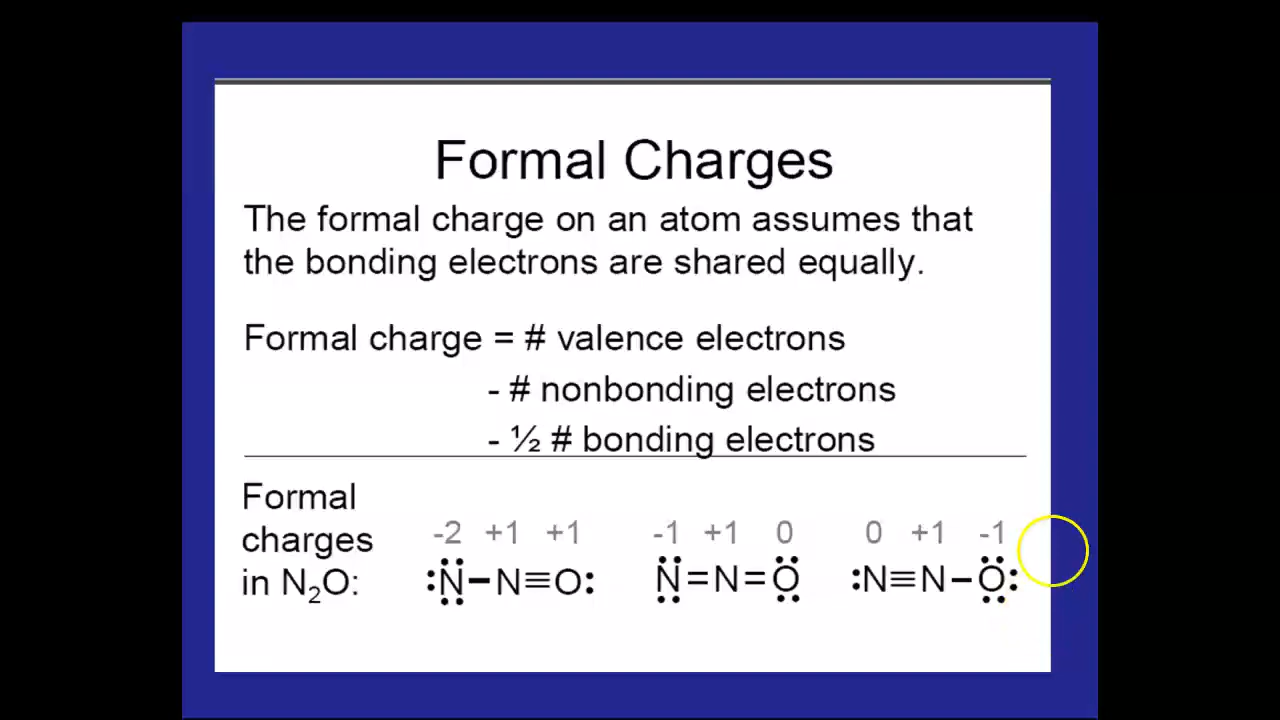 Formal Charges
The formal charge on an atom assumes that
the bonding electrons are shared equally.
Formal charge = # valence electrons
- # nonbonding electrons
- ½ # bonding electrons
Formal
charges
in N₂O:
-2 +1 +1 -1 +1 0 0 +1 -1
:N̈-N≡O: N̈=N=Ö :N≡N-Ö: